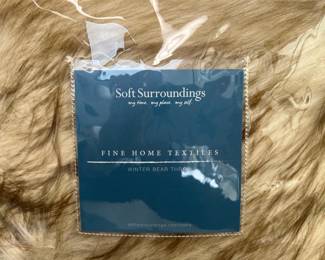 Soft Surroundings
my time. my place. my self.
FINE HOME TEXTILES
WINTER BEAR THROW